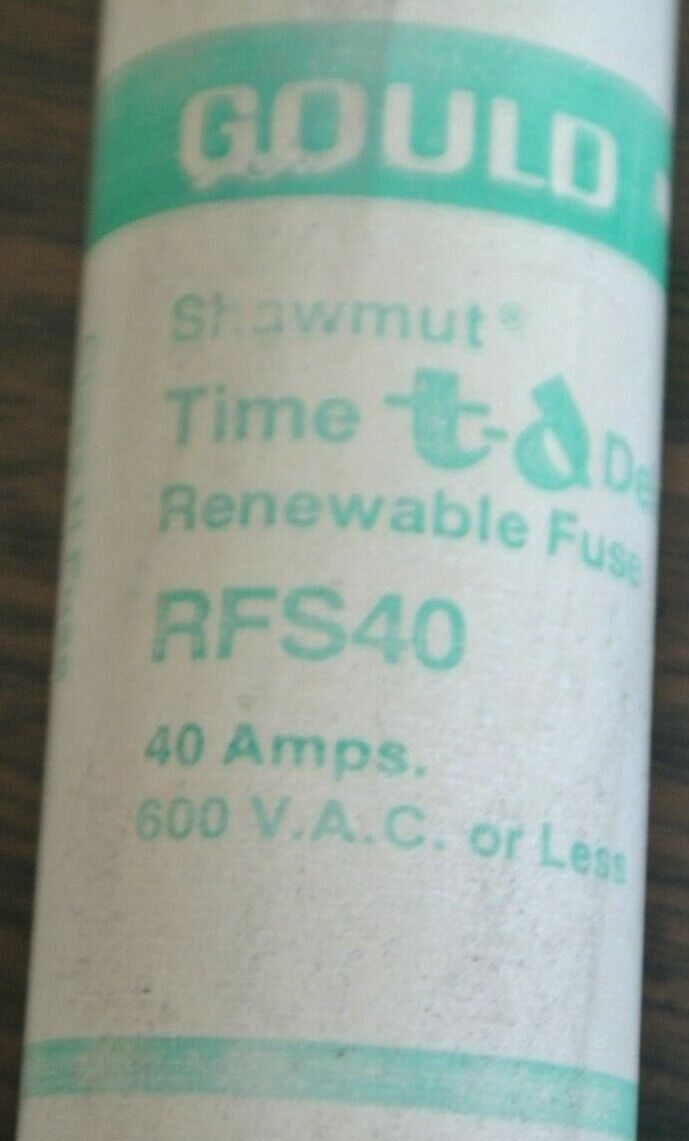 GOULD
Shawmut®
Time t-d De
Renewable Fuse
RFS40
40 Amps.
600 V.A.C. or Less